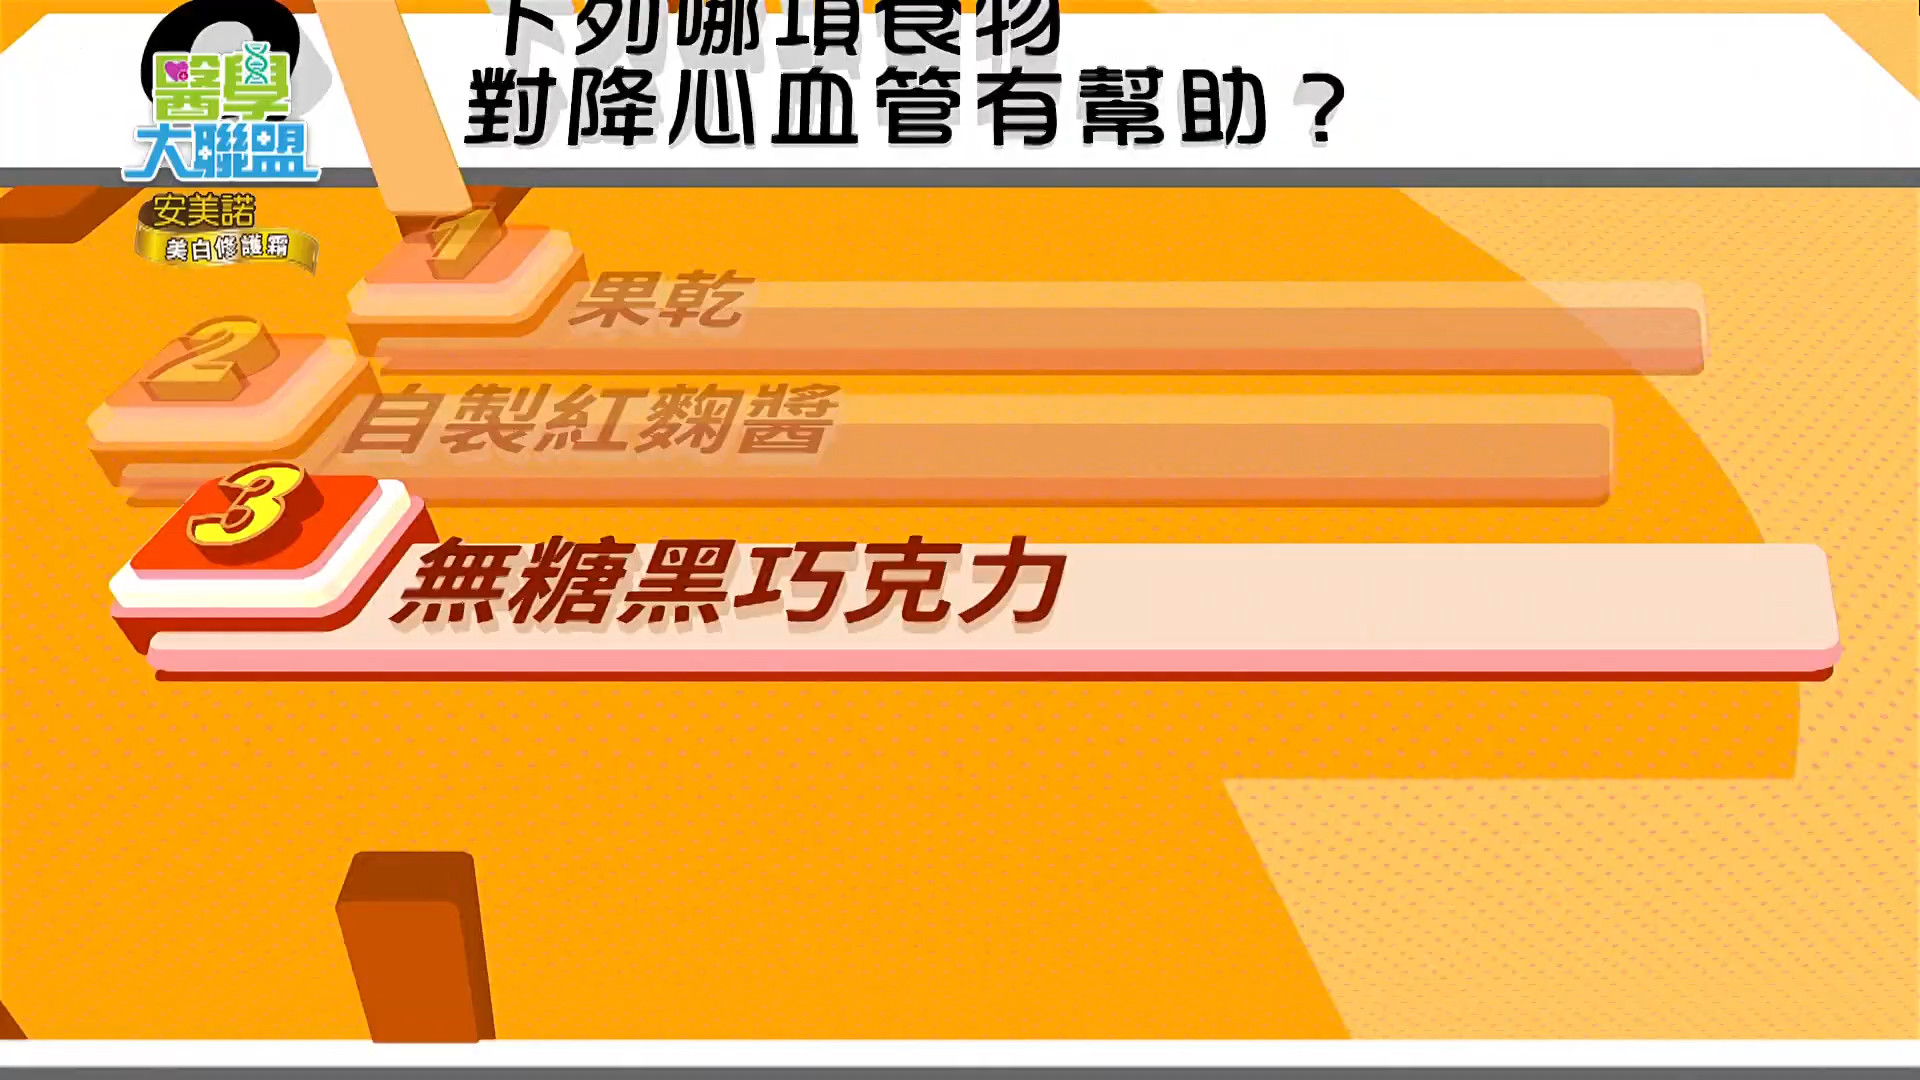 下列哪項食物
對降心血管有幫助？
醫學
大聯盟
安美諾
美白修護霜
1
果乾
2
自製紅麴醬
3
無糖黑巧克力